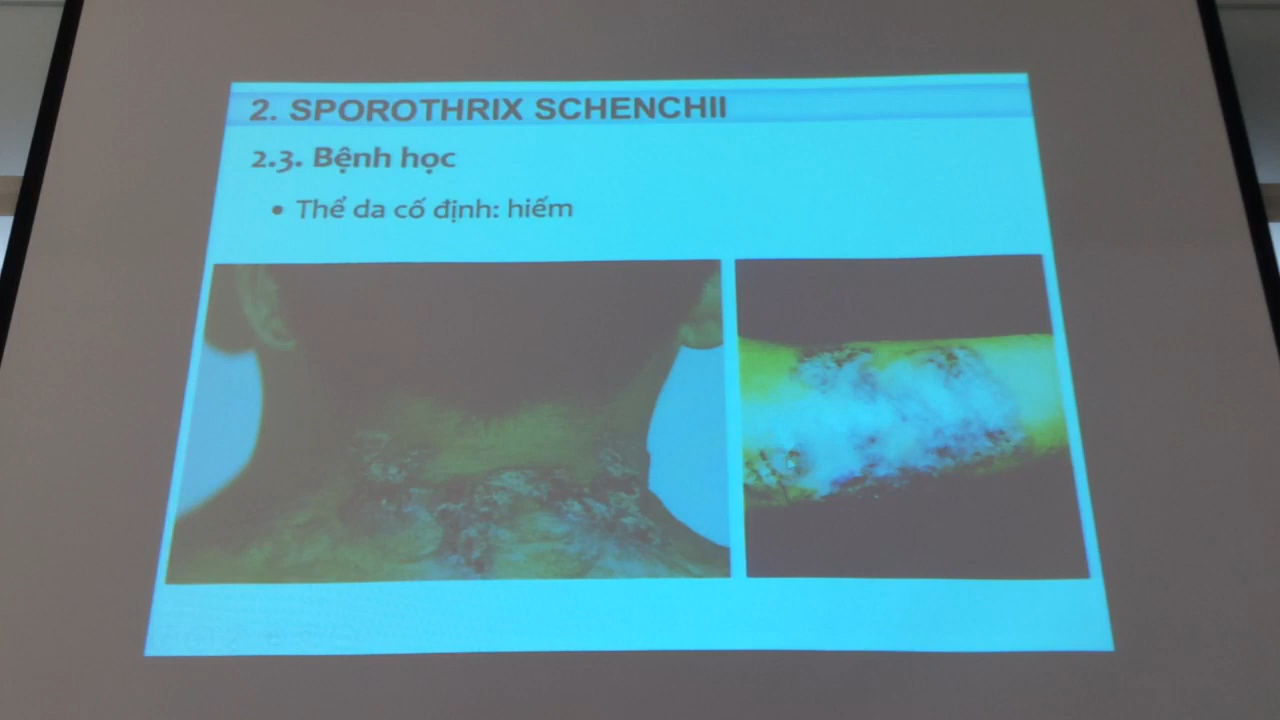 2. SPOROTHRIX SCHENCHII
2.3. Bệnh học
• Thể da cố định: hiếm